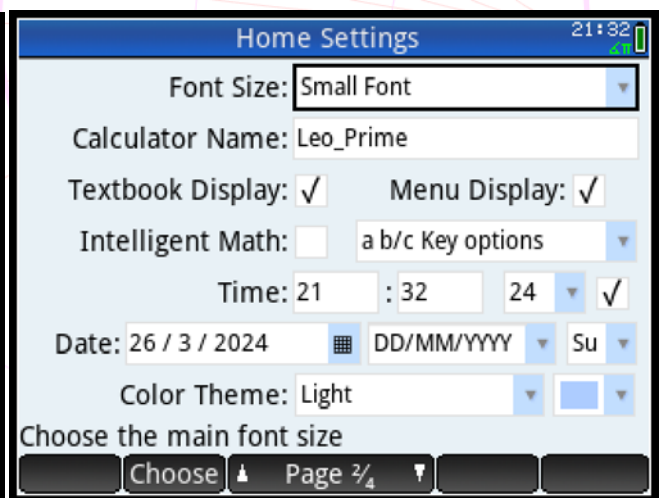 Home Settings 21:32
∡π
Font Size: Small Font
Calculator Name: Leo_Prime
Textbook Display: √ Menu Display: √
Intelligent Math: a b/c Key options
Time: 21 : 32 24 √
Date: 26 / 3 / 2024 DD/MM/YYYY Su
Color Theme: Light
Choose the main font size
Choose Page 2/4